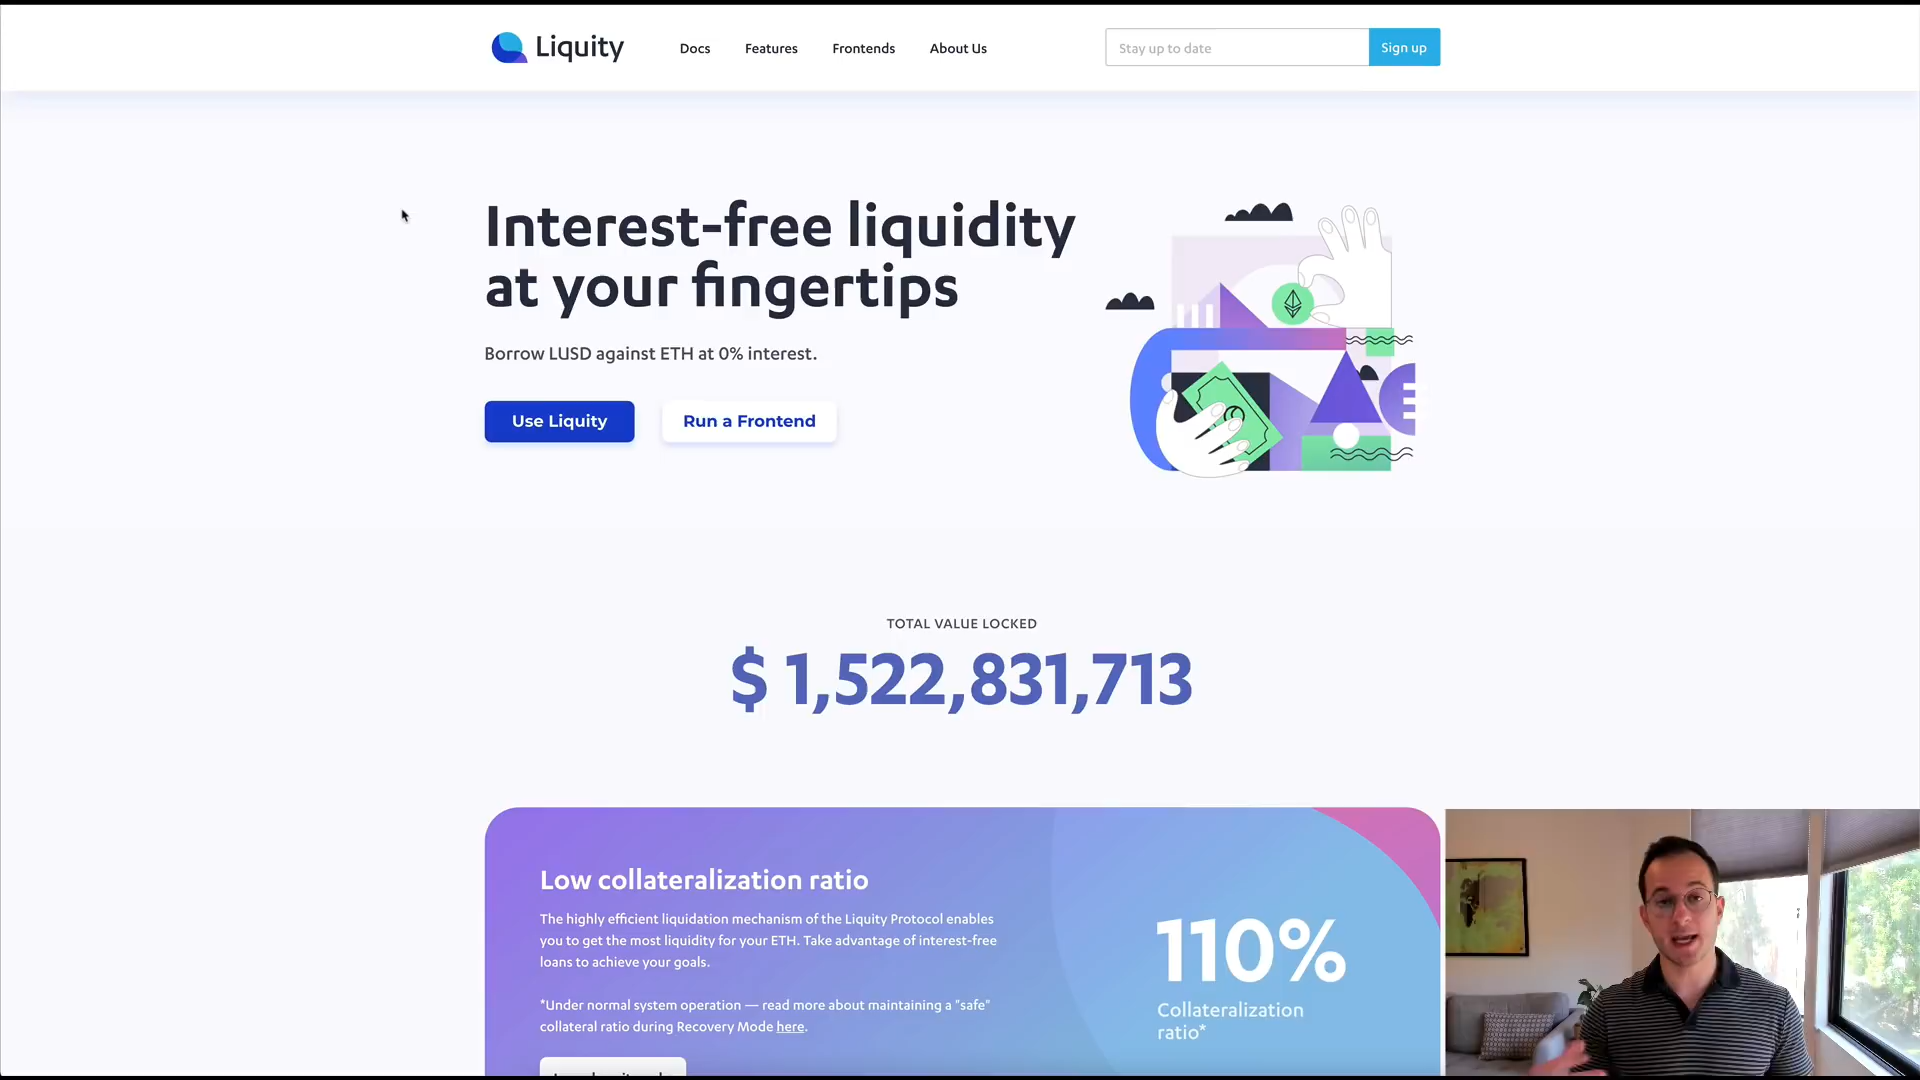 Liquity
Docs
Features
Frontends
About Us
Stay up to date
Sign up
Interest-free liquidity
at your fingertips
Borrow LUSD against ETH at 0% interest.
Use Liquity
Run a Frontend
TOTAL VALUE LOCKED
$ 1,522,831,713
Low collateralization ratio
The highly efficient liquidation mechanism of the Liquity Protocol enables
you to get the most liquidity for your ETH. Take advantage of interest-free
loans to achieve your goals.
*Under normal system operation — read more about maintaining a "safe"
collateral ratio during Recovery Mode here.
110%
Collateralization
ratio*